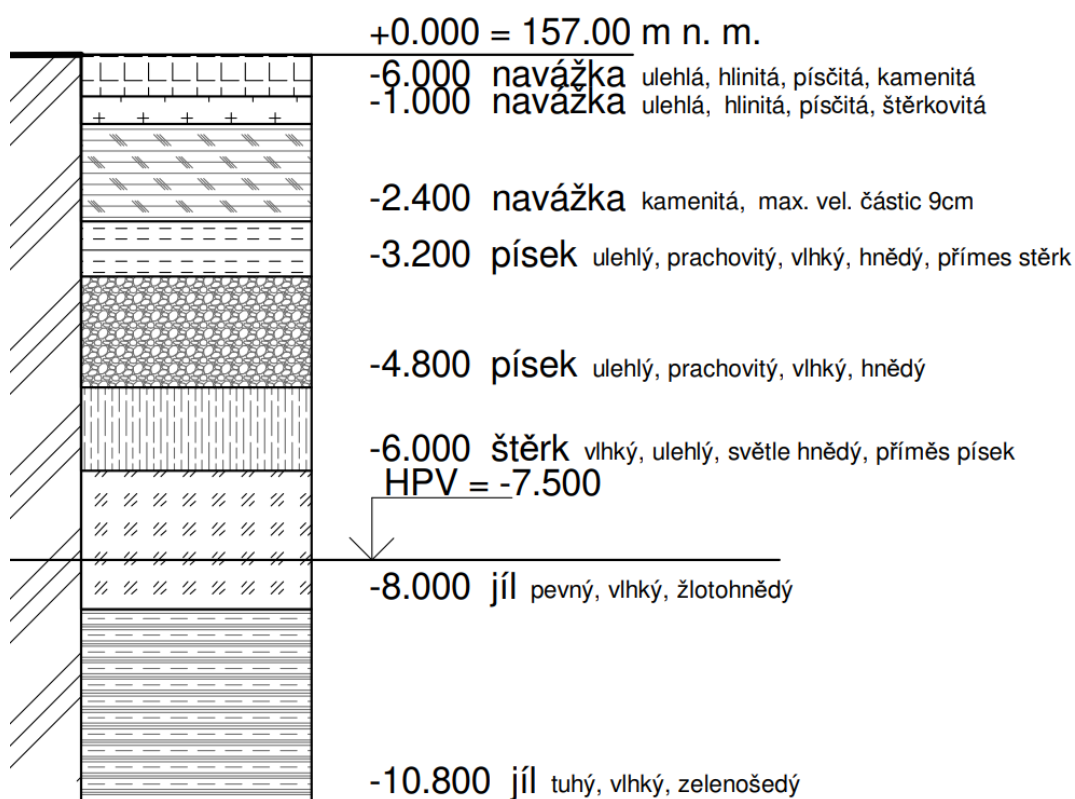 +0.000 = 157.00 m n. m.
-6.000 navážka ulehlá, hlinitá, písčitá, kamenitá
-1.000 navážka ulehlá, hlinitá, písčitá, štěrkovitá
-2.400 navážka kamenitá, max. vel. částic 9cm
-3.200 písek ulehlý, prachovitý, vlhký, hnědý, přímes stěrk
-4.800 písek ulehlý, prachovitý, vlhký, hnědý
-6.000 štěrk vlhký, ulehlý, světle hnědý, příměs písek
HPV = -7.500
-8.000 jíl pevný, vlhký, žlotohnědý
-10.800 jíl tuhý, vlhký, zelenošedý